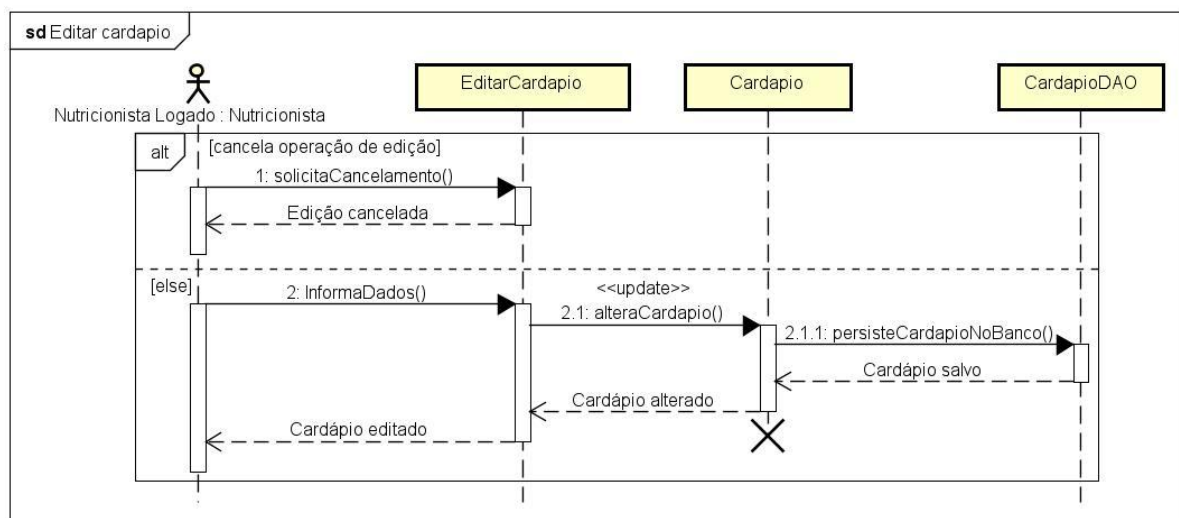 sd Editar cardapio
EditarCardapio
Cardapio
CardapioDAO
Nutricionista Logado : Nutricionista
alt
[cancela operação de edição]
1: solicitaCancelamento()
Edição cancelada
[else]
2: InformaDados()
<<update>>
2.1: alteraCardapio()
2.1.1: persisteCardapioNoBanco()
Cardápio salvo
Cardápio alterado
Cardápio editado